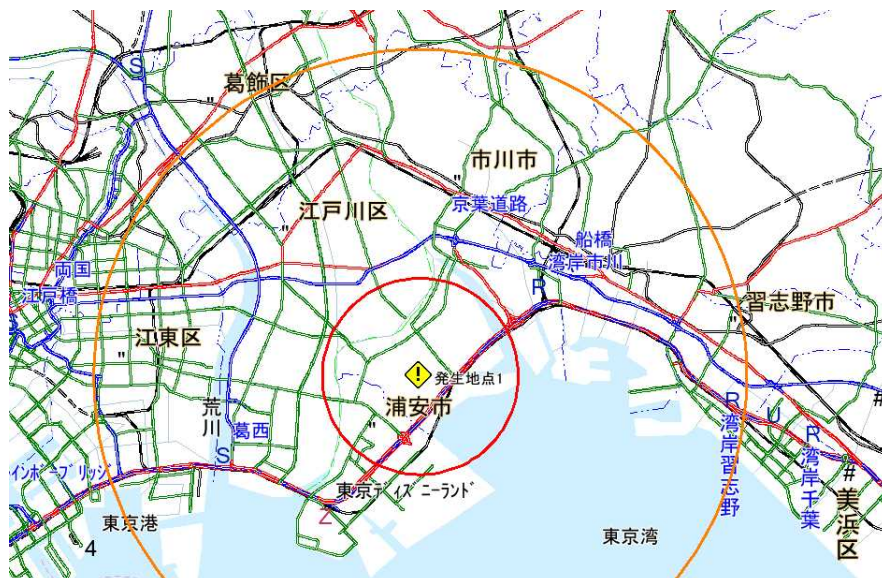 S
葛飾区
"
市川市
"
京葉道路
江戸川区
"
船橋
両国
湾岸市川
江戸橋
R
習志野市
"
江東区
"
発生地点1
浦安市
"
荒川
葛西
R
U
R
#
S
インボーブリッジ
湾岸習志野
湾岸千葉
#
東京ディズニーランド
美浜区
Z
東京港
東京湾
4